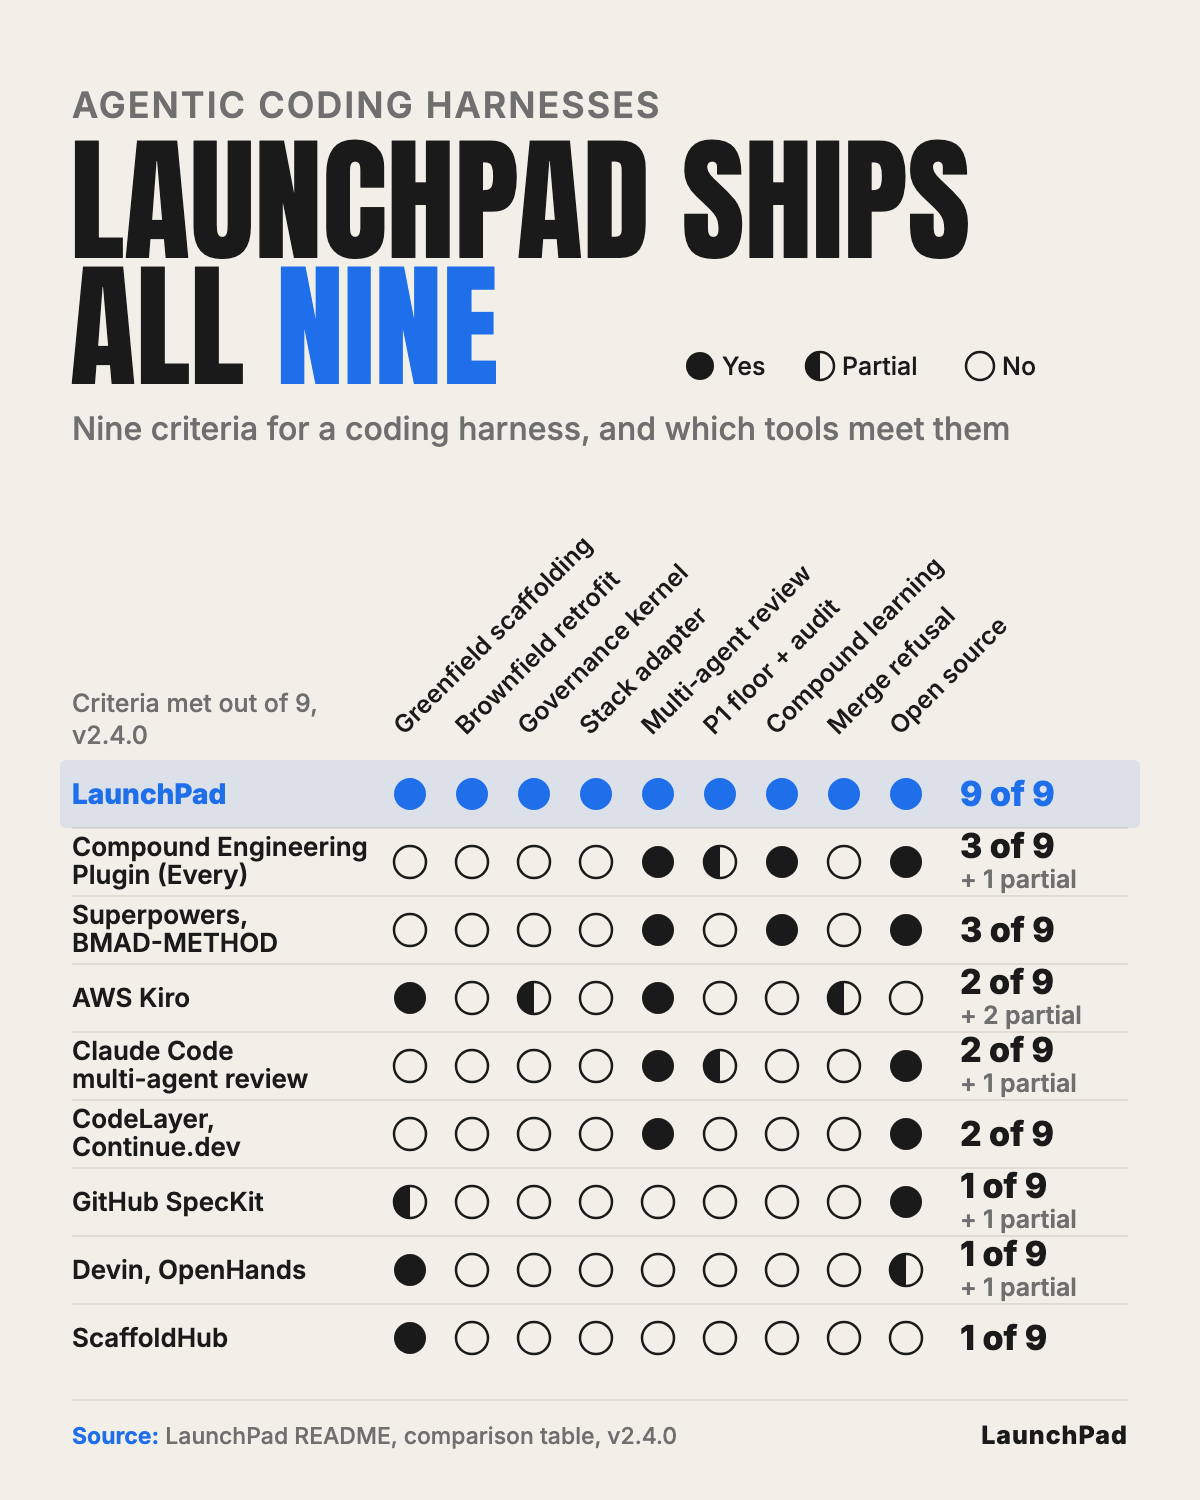 AGENTIC CODING HARNESSES
LAUNCHPAD SHIPS
ALL NINE
Yes
Partial
No
Nine criteria for a coding harness, and which tools meet them
Greenfield scaffolding
Brownfield retrofit
Governance kernel
Stack adapter
Multi-agent review
P1 floor + audit
Compound learning
Merge refusal
Open source
Criteria met out of 9,
v2.4.0
LaunchPad
9 of 9
Compound Engineering
Plugin (Every)
3 of 9
+ 1 partial
Superpowers,
BMAD-METHOD
3 of 9
AWS Kiro
2 of 9
+ 2 partial
Claude Code
multi-agent review
2 of 9
+ 1 partial
CodeLayer,
Continue.dev
2 of 9
GitHub SpecKit
1 of 9
+ 1 partial
Devin, OpenHands
1 of 9
+ 1 partial
ScaffoldHub
1 of 9
Source: LaunchPad README, comparison table, v2.4.0
LaunchPad